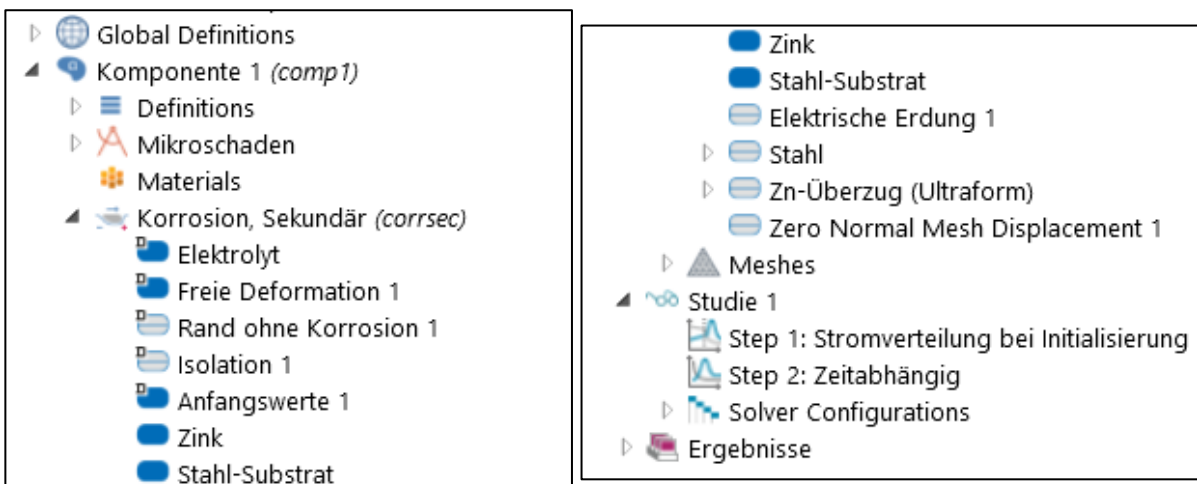 Global Definitions
Komponente 1 (comp1)
Definitions
Mikroschaden
Materials
Korrosion, Sekundär (corrsec)
Elektrolyt
Freie Deformation 1
Rand ohne Korrosion 1
Isolation 1
Anfangswerte 1
Zink
Stahl-Substrat
Zink
Stahl-Substrat
Elektrische Erdung 1
Stahl
Zn-Überzug (Ultraform)
Zero Normal Mesh Displacement 1
Meshes
Studie 1
Step 1: Stromverteilung bei Initialisierung
Step 2: Zeitabhängig
Solver Configurations
Ergebnisse